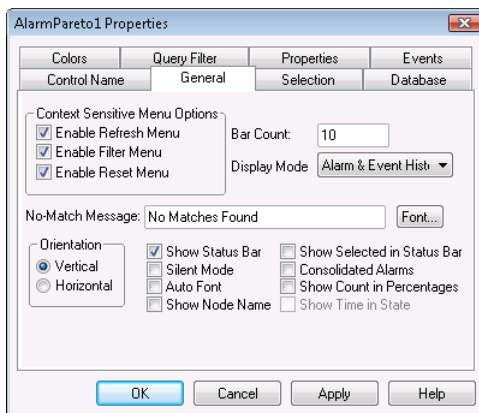 AlarmPareto1 Properties
Colors Query Filter Properties Events
Control Name General Selection Database
Context Sensitive Menu Options
Enable Refresh Menu
Enable Filter Menu
Enable Reset Menu
Bar Count: 10
Display Mode Alarm & Event Histo
No-Match Message: No Matches Found Font...
Orientation
Vertical
Horizontal
Show Status Bar
Silent Mode
Auto Font
Show Node Name
Show Selected in Status Bar
Consolidated Alarms
Show Count in Percentages
Show Time in State
OK Cancel Apply Help